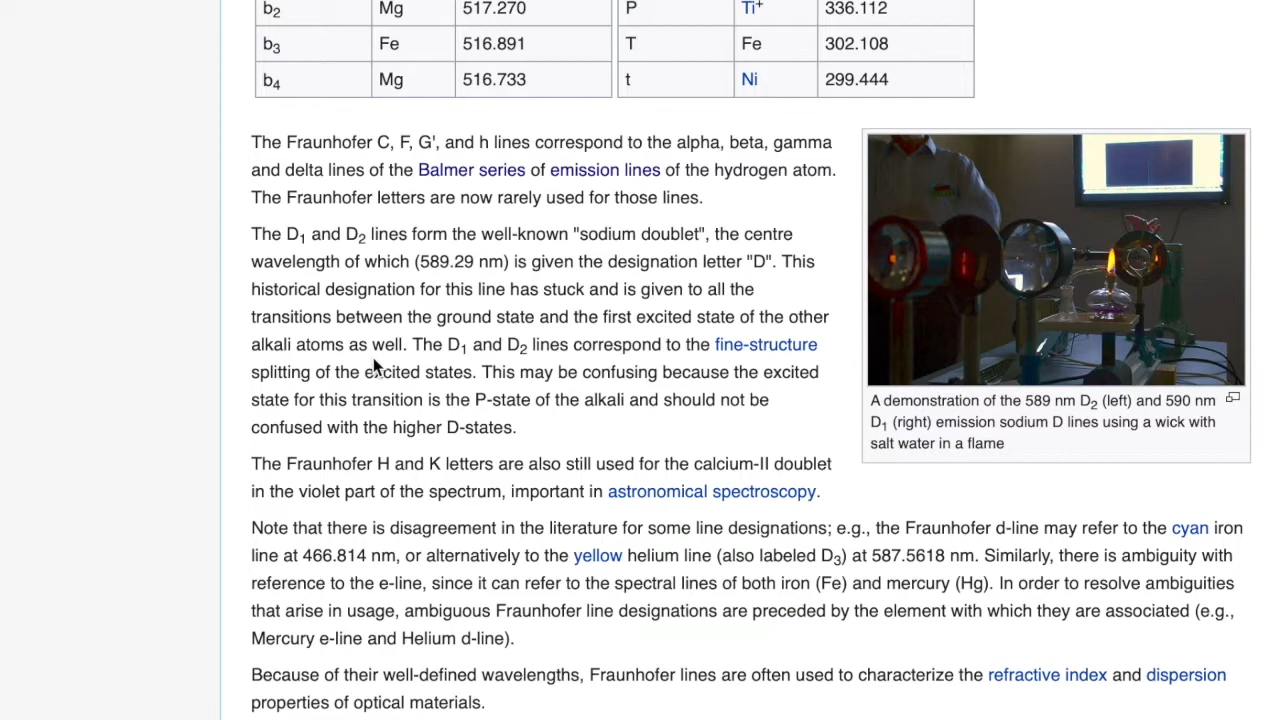 b2 Mg 517.270 P Ti+ 336.112
b3 Fe 516.891 T Fe 302.108
b4 Mg 516.733 t Ni 299.444
The Fraunhofer C, F, G', and h lines correspond to the alpha, beta, gamma
and delta lines of the Balmer series of emission lines of the hydrogen atom.
The Fraunhofer letters are now rarely used for those lines.
The D1 and D2 lines form the well-known "sodium doublet", the centre
wavelength of which (589.29 nm) is given the designation letter "D". This
historical designation for this line has stuck and is given to all the
transitions between the ground state and the first excited state of the other
alkali atoms as well. The D1 and D2 lines correspond to the fine-structure
splitting of the excited states. This may be confusing because the excited
state for this transition is the P-state of the alkali and should not be
confused with the higher D-states.
A demonstration of the 589 nm D2 (left) and 590 nm
D1 (right) emission sodium D lines using a wick with
salt water in a flame
The Fraunhofer H and K letters are also still used for the calcium-II doublet
in the violet part of the spectrum, important in astronomical spectroscopy.
Note that there is disagreement in the literature for some line designations; e.g., the Fraunhofer d-line may refer to the cyan iron
line at 466.814 nm, or alternatively to the yellow helium line (also labeled D3) at 587.5618 nm. Similarly, there is ambiguity with
reference to the e-line, since it can refer to the spectral lines of both iron (Fe) and mercury (Hg). In order to resolve ambiguities
that arise in usage, ambiguous Fraunhofer line designations are preceded by the element with which they are associated (e.g.,
Mercury e-line and Helium d-line).
Because of their well-defined wavelengths, Fraunhofer lines are often used to characterize the refractive index and dispersion
properties of optical materials.